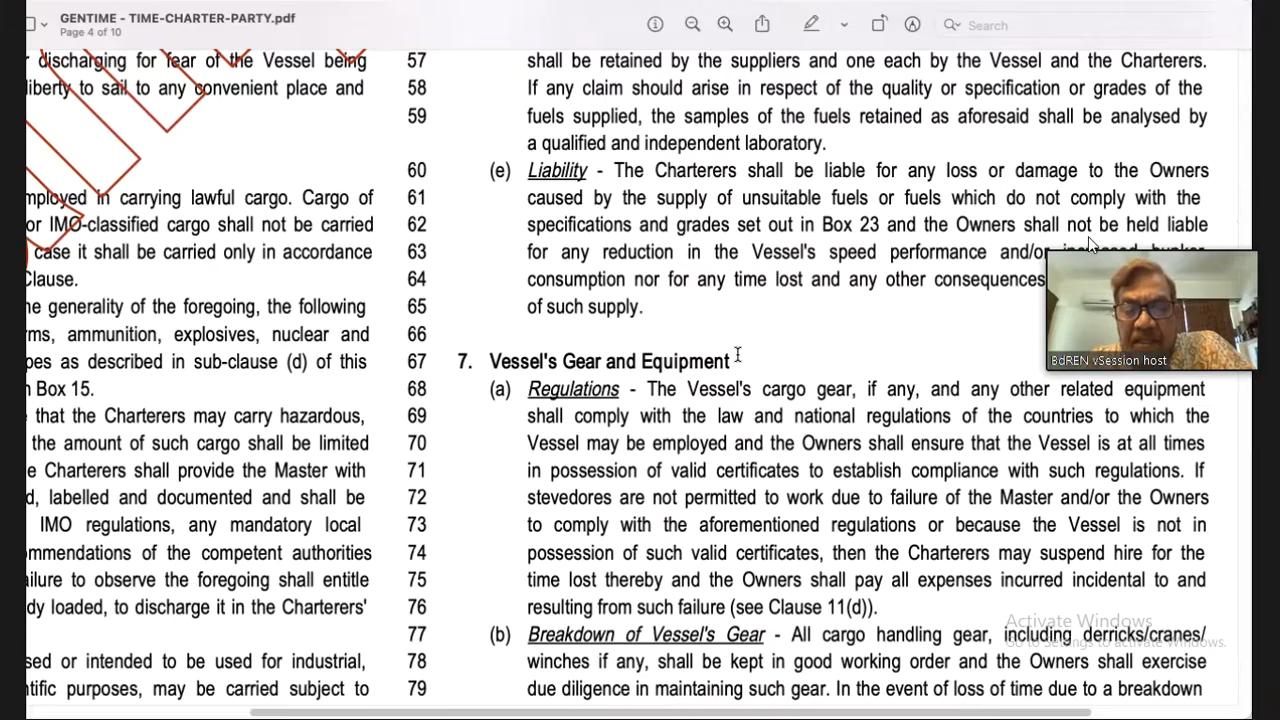 GENTIME - TIME-CHARTER-PARTY.pdf
Page 4 of 10
Search
discharging for fear of the Vessel being 57
liberty to sail to any convenient place and 58
59
60
employed in carrying lawful cargo. Cargo of 61
or IMO-classified cargo shall not be carried 62
case it shall be carried only in accordance 63
Clause. 64
the generality of the foregoing, the following 65
arms, ammunition, explosives, nuclear and 66
as described in sub-clause (d) of this 67
Box 15. 68
that the Charterers may carry hazardous, 69
the amount of such cargo shall be limited 70
Charterers shall provide the Master with 71
labelled and documented and shall be 72
IMO regulations, any mandatory local 73
recommendations of the competent authorities 74
failure to observe the foregoing shall entitle 75
loaded, to discharge it in the Charterers' 76
77
or intended to be used for industrial, 78
purposes, may be carried subject to 79
shall be retained by the suppliers and one each by the Vessel and the Charterers.
If any claim should arise in respect of the quality or specification or grades of the
fuels supplied, the samples of the fuels retained as aforesaid shall be analysed by
a qualified and independent laboratory.
(e) Liability - The Charterers shall be liable for any loss or damage to the Owners
caused by the supply of unsuitable fuels or fuels which do not comply with the
specifications and grades set out in Box 23 and the Owners shall not be held liable
for any reduction in the Vessel's speed performance and/or
consumption nor for any time lost and any other consequences
of such supply.
7. Vessel's Gear and Equipment
(a) Regulations - The Vessel's cargo gear, if any, and any other related equipment
shall comply with the law and national regulations of the countries to which the
Vessel may be employed and the Owners shall ensure that the Vessel is at all times
in possession of valid certificates to establish compliance with such regulations. If
stevedores are not permitted to work due to failure of the Master and/or the Owners
to comply with the aforementioned regulations or because the Vessel is not in
possession of such valid certificates, then the Charterers may suspend hire for the
time lost thereby and the Owners shall pay all expenses incurred incidental to and
resulting from such failure (see Clause 11(d)).
(b) Breakdown of Vessel's Gear - All cargo handling gear, including derricks/cranes/
winches if any, shall be kept in good working order and the Owners shall exercise
due diligence in maintaining such gear. In the event of loss of time due to a breakdown
BdREN vSession host
Activate Windows
Go to Settings to activate Windows.